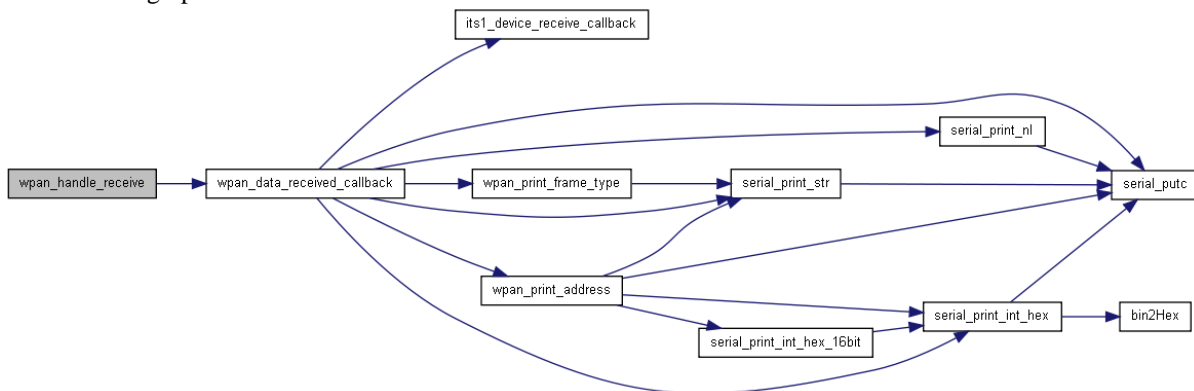 its1_device_receive_callback
serial_print_nl
wpan_handle_receive
wpan_data_received_callback
wpan_print_frame_type
serial_print_str
serial_putc
wpan_print_address
serial_print_int_hex
bin2Hex
serial_print_int_hex_16bit